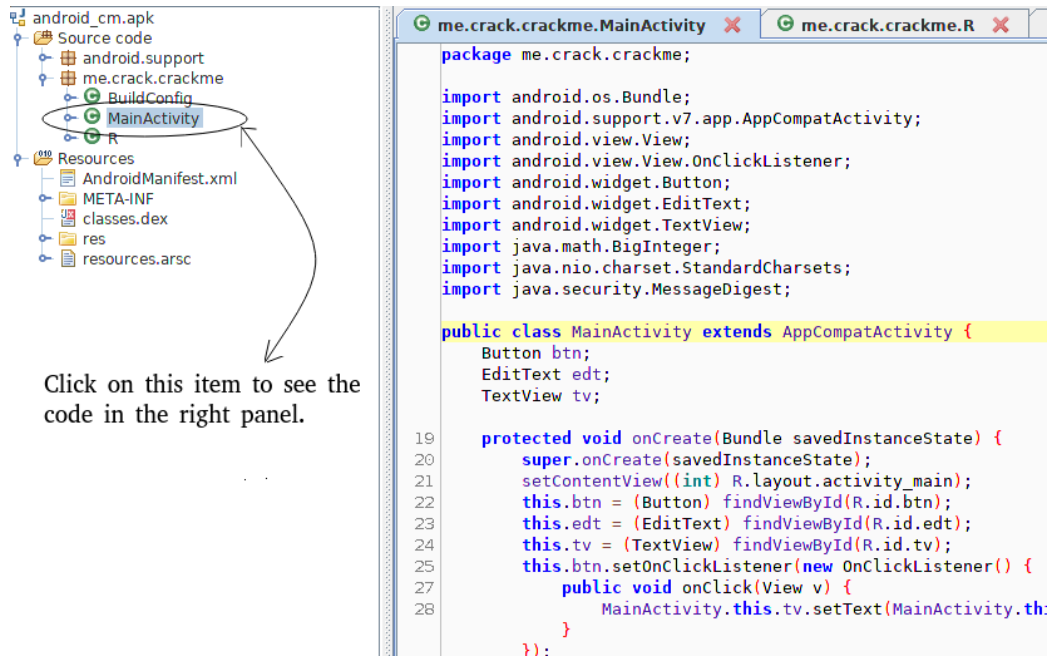 android_cm.apk
Source code
android.support
me.crack.crackme
BuildConfig
MainActivity
R
Resources
AndroidManifest.xml
META-INF
classes.dex
res
resources.arsc
Click on this item to see the
code in the right panel.
me.crack.crackme.MainActivity
me.crack.crackme.R
package me.crack.crackme;
import android.os.Bundle;
import android.support.v7.app.AppCompatActivity;
import android.view.View;
import android.view.View.OnClickListener;
import android.widget.Button;
import android.widget.EditText;
import android.widget.TextView;
import java.math.BigInteger;
import java.nio.charset.StandardCharsets;
import java.security.MessageDigest;
public class MainActivity extends AppCompatActivity {
Button btn;
EditText edt;
TextView tv;
19 protected void onCreate(Bundle savedInstanceState) {
20 super.onCreate(savedInstanceState);
21 setContentView((int) R.layout.activity_main);
22 this.btn = (Button) findViewById(R.id.btn);
23 this.edt = (EditText) findViewById(R.id.edt);
24 this.tv = (TextView) findViewById(R.id.tv);
25 this.btn.setOnClickListener(new OnClickListener() {
27 public void onClick(View v) {
28 MainActivity.this.tv.setText(MainActivity.thi
}
});